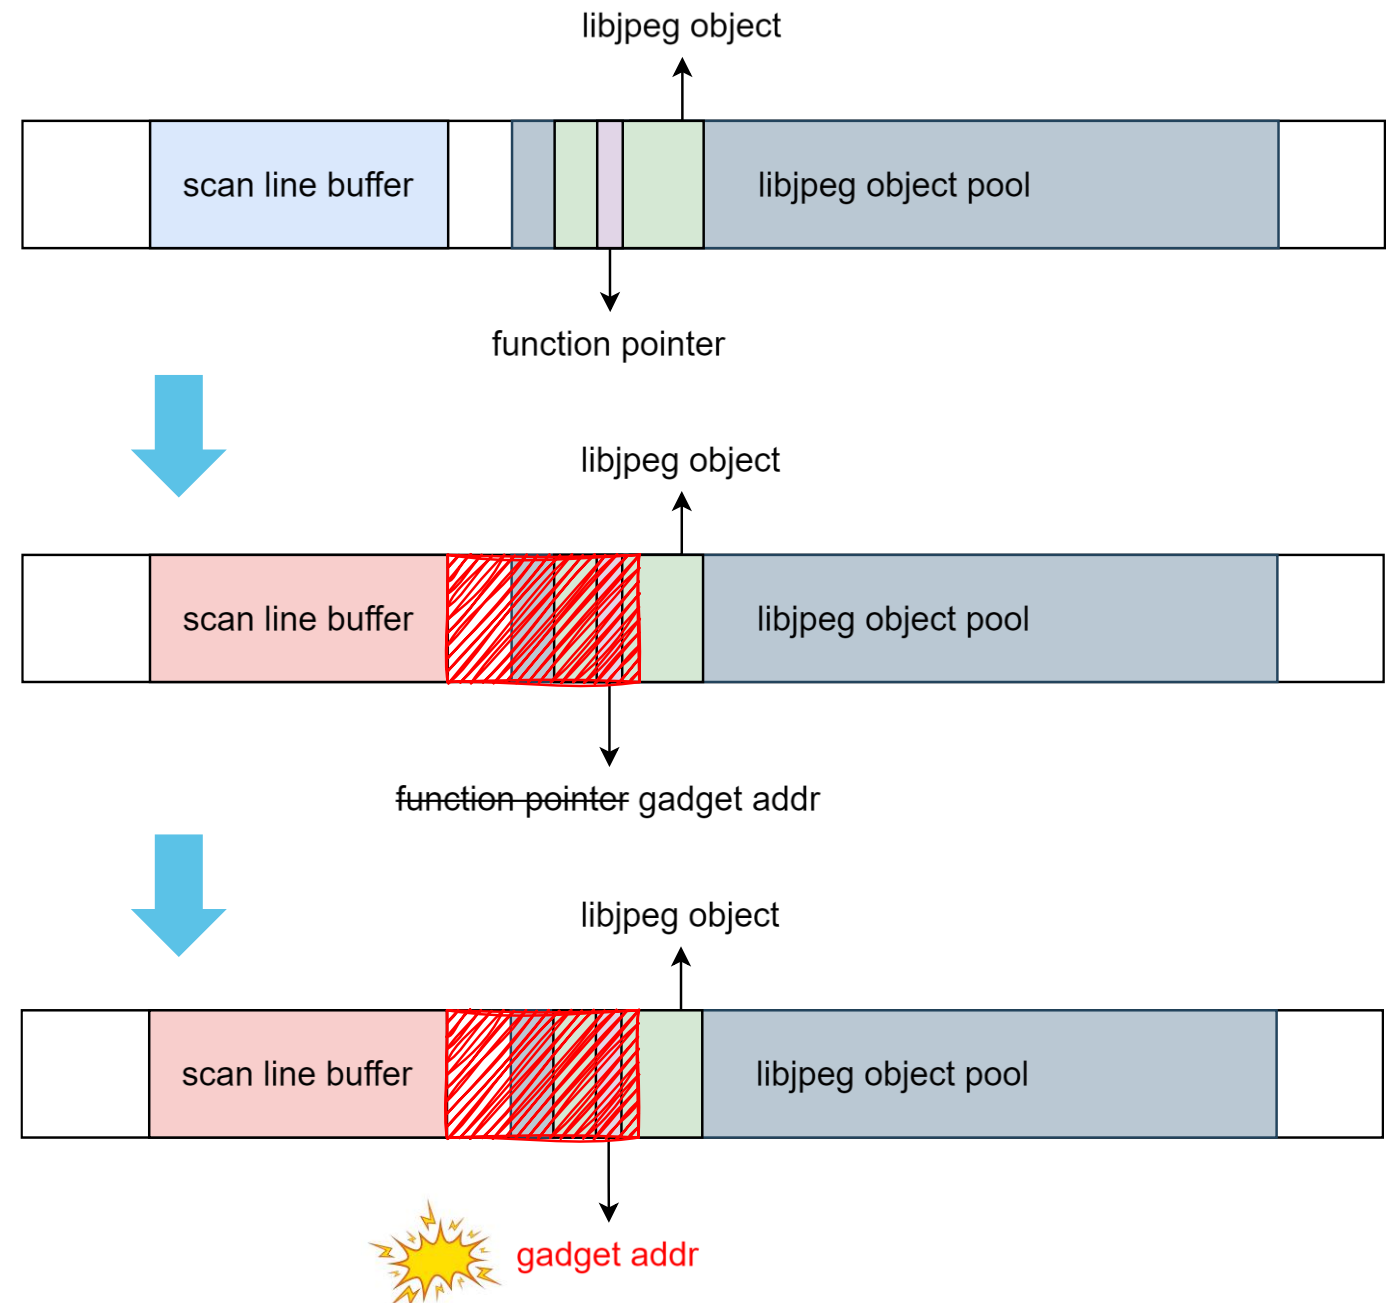 libjpeg object
scan line buffer
libjpeg object pool
function pointer
libjpeg object
scan line buffer
libjpeg object pool
function pointer gadget addr
libjpeg object
scan line buffer
libjpeg object pool
gadget addr